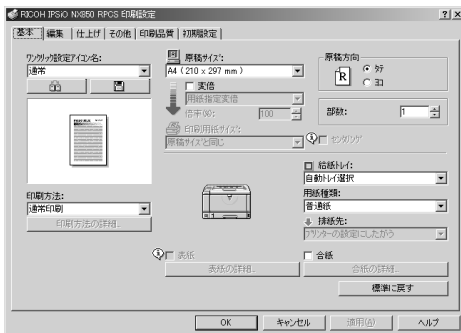 RICOH IPSiO NX850 RPCS 印刷設定
基本 編集 仕上げ その他 印刷品質 初期設定
ワンクリック設定アイコン名:
通常
印刷方法:
通常印刷
印刷方法の詳細...
原稿サイズ:
A4 (210 x 297 mm)
変倍
用紙指定変倍
倍率(%): 100
印刷用紙サイズ:
原稿サイズと同じ
原稿方向
R
タテ
ヨコ
部数: 1
給紙トレイ:
自動トレイ選択
用紙種類:
普通紙
排紙先:
プリンターの設定にしたがう
表紙
表紙の詳細...
合紙
合紙の詳細...
標準に戻す
OK キャンセル 適用(A) ヘルプ